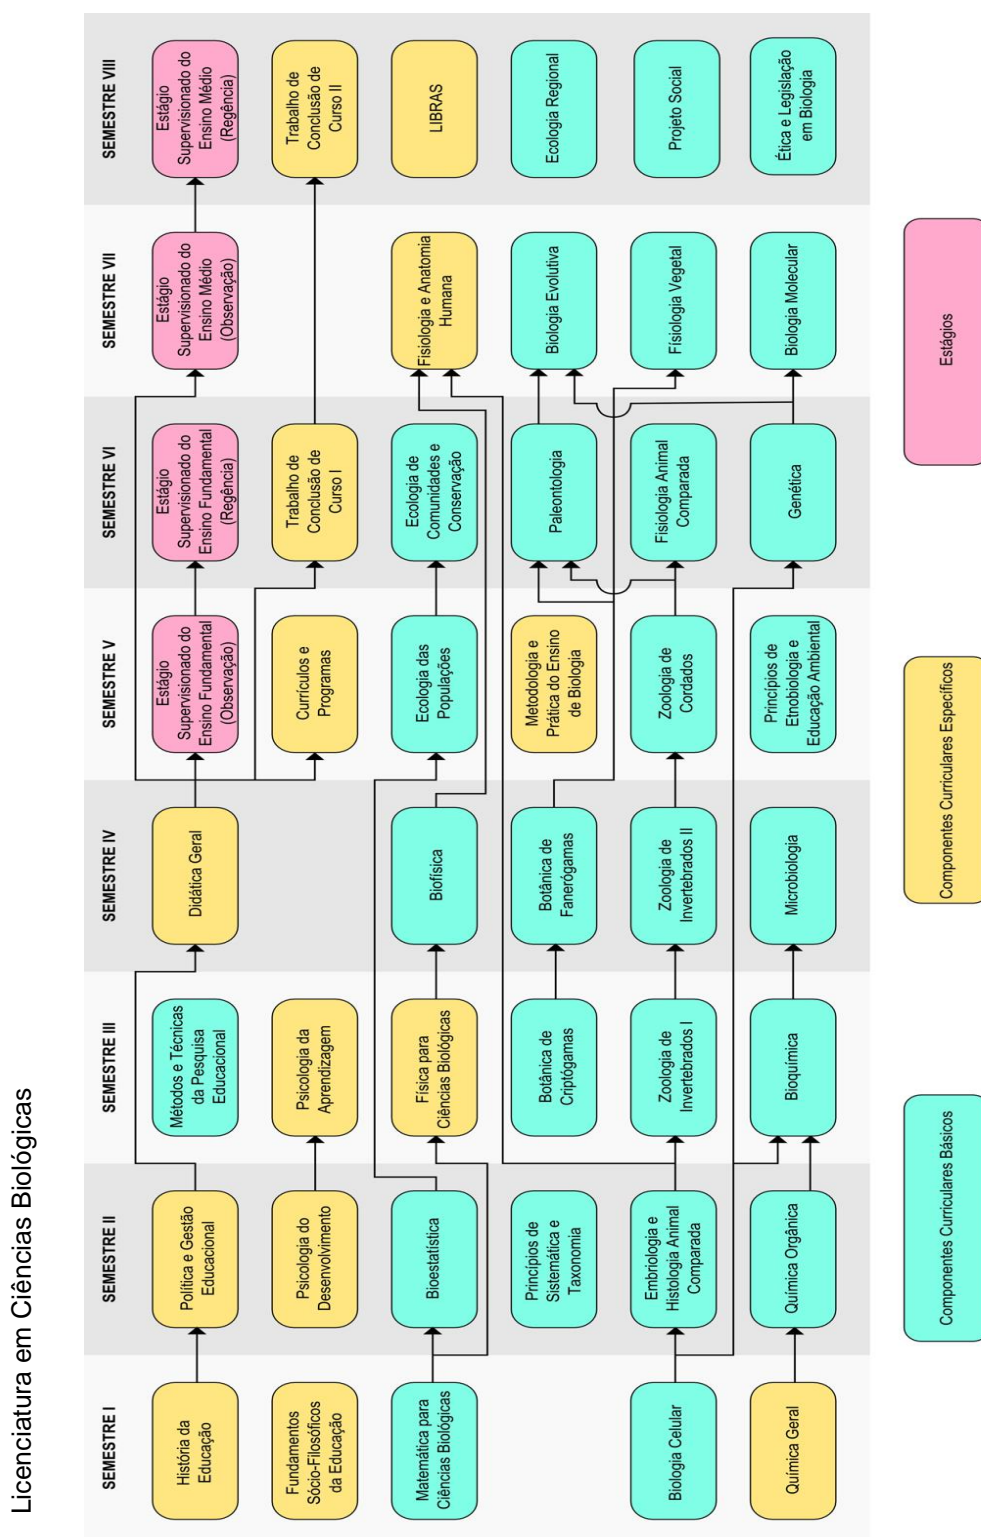 Licenciatura em Ciências Biológicas
SEMESTRE I
História da
Educação
Fundamentos
Sócio-Filosóficos
da Educação
Matemática para
Ciências Biológicas
Biologia Celular
Química Geral
SEMESTRE II
Política e Gestão
Educacional
Psicologia do
Desenvolvimento
Bioestatística
Princípios de
Sistemática e
Taxonomia
Embriologia e
Histologia Animal
Comparada
Química Orgânica
SEMESTRE III
Métodos e Técnicas
da Pesquisa
Educacional
Psicologia da
Aprendizagem
Física para
Ciências Biológicas
Botânica de
Criptógamas
Zoologia de
Invertebrados I
Bioquímica
SEMESTRE IV
Didática Geral
Biofísica
Botânica de
Fanerógamas
Zoologia de
Invertebrados II
Microbiologia
SEMESTRE V
Estágio
Supervisionado do
Ensino Fundamental
(Observação)
Currículos e
Programas
Ecologia das
Populações
Metodologia e
Prática do Ensino
de Biologia
Zoologia de
Cordados
Princípios de
Etnobiologia e
Educação Ambiental
SEMESTRE VI
Estágio
Supervisionado do
Ensino Fundamental
(Regência)
Trabalho de
Conclusão de
Curso I
Ecologia de
Comunidades e
Conservação
Paleontologia
Fisiologia Animal
Comparada
Genética
SEMESTRE VII
Estágio
Supervisionado do
Ensino Médio
(Observação)
Fisiologia e Anatomia
Humana
Biologia Evolutiva
Fisiologia Vegetal
Biologia Molecular
SEMESTRE VIII
Estágio
Supervisionado do
Ensino Médio
(Regência)
Trabalho de
Conclusão de
Curso II
LIBRAS
Ecologia Regional
Projeto Social
Ética e Legislação
em Biologia
Componentes Curriculares Básicos
Componentes Curriculares Específicos
Estágios